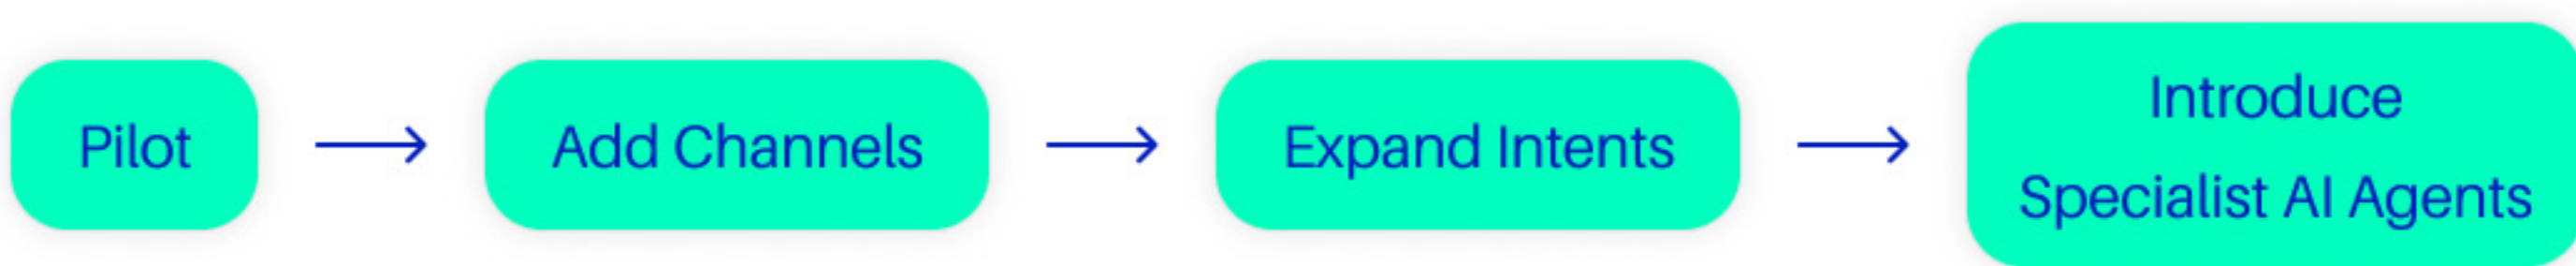 Pilot
Add Channels
Expand Intents
Introduce
Specialist AI Agents